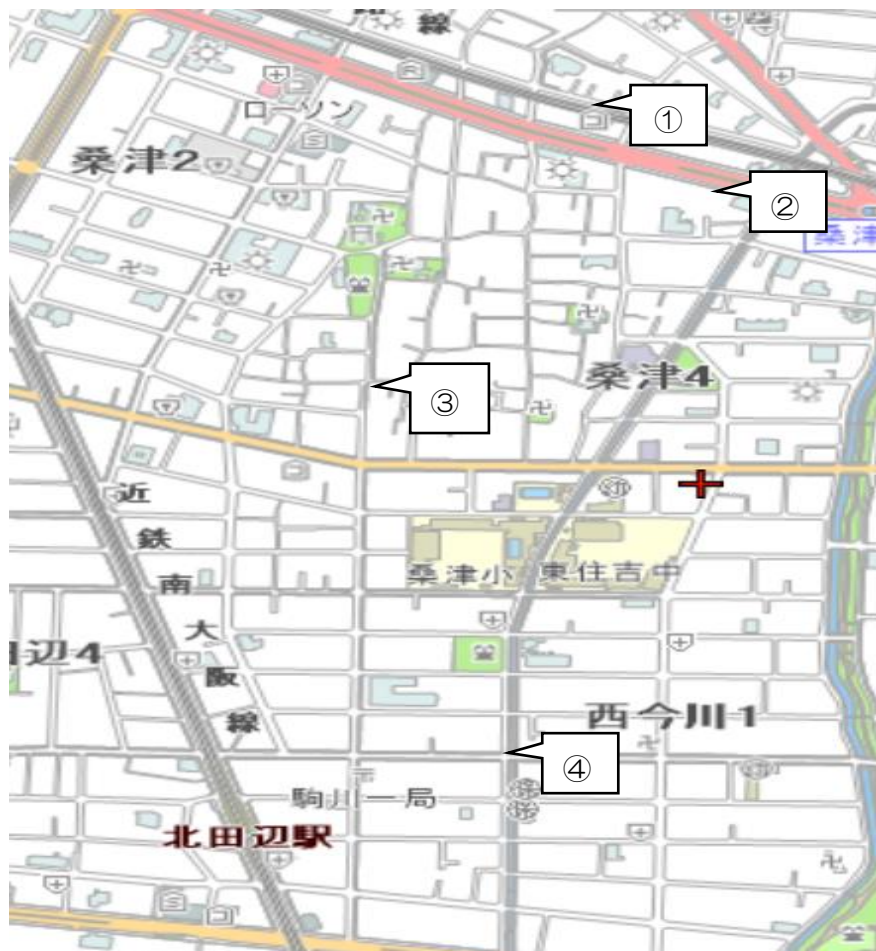 線
①
ローソン
桑津2
②
桑津
桑津4
③
近
鉄
南
大
阪
線
桑津小
東住吉中
辺4
西今川1
④
駒川一局
北田辺駅